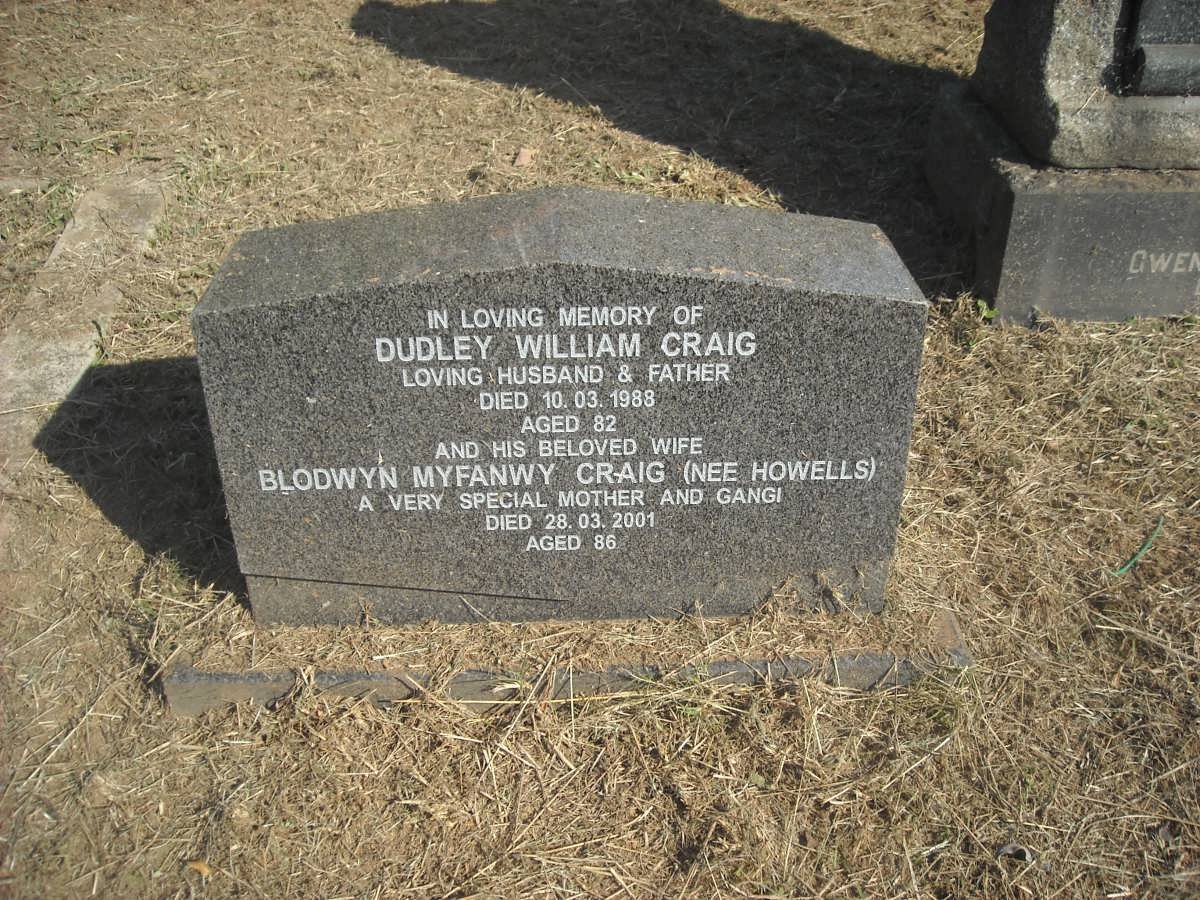 IN LOVING MEMORY OF
DUDLEY WILLIAM CRAIG
LOVING HUSBAND & FATHER
DIED 10.03.1988
AGED 82
AND HIS BELOVED WIFE
BLODWYN MYFANWY CRAIG (NEE HOWELLS)
A VERY SPECIAL MOTHER AND GANGI
DIED 28.03.2001
AGED 86
GWEN